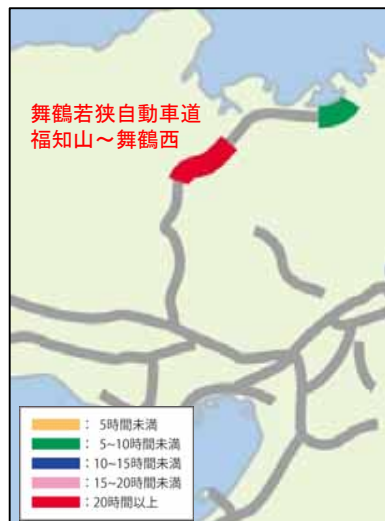 舞鶴若狭自動車道
福知山～舞鶴西
： 5時間未満
： 5~10時間未満
：10~15時間未満
：15~20時間未満
：20時間以上